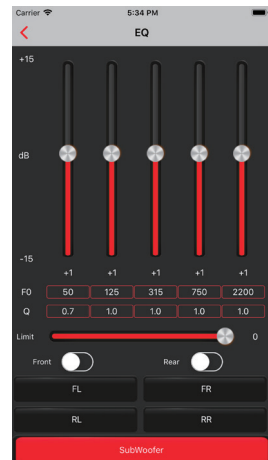 Carrier 5:34 PM
EQ
+15
dB
-15
+1 +1 +1 +1 +1
F0 50 125 315 750 2200
Q 0.7 1.0 1.0 1.0 1.0
Limit 0
Front Rear
FL FR
RL RR
SubWoofer